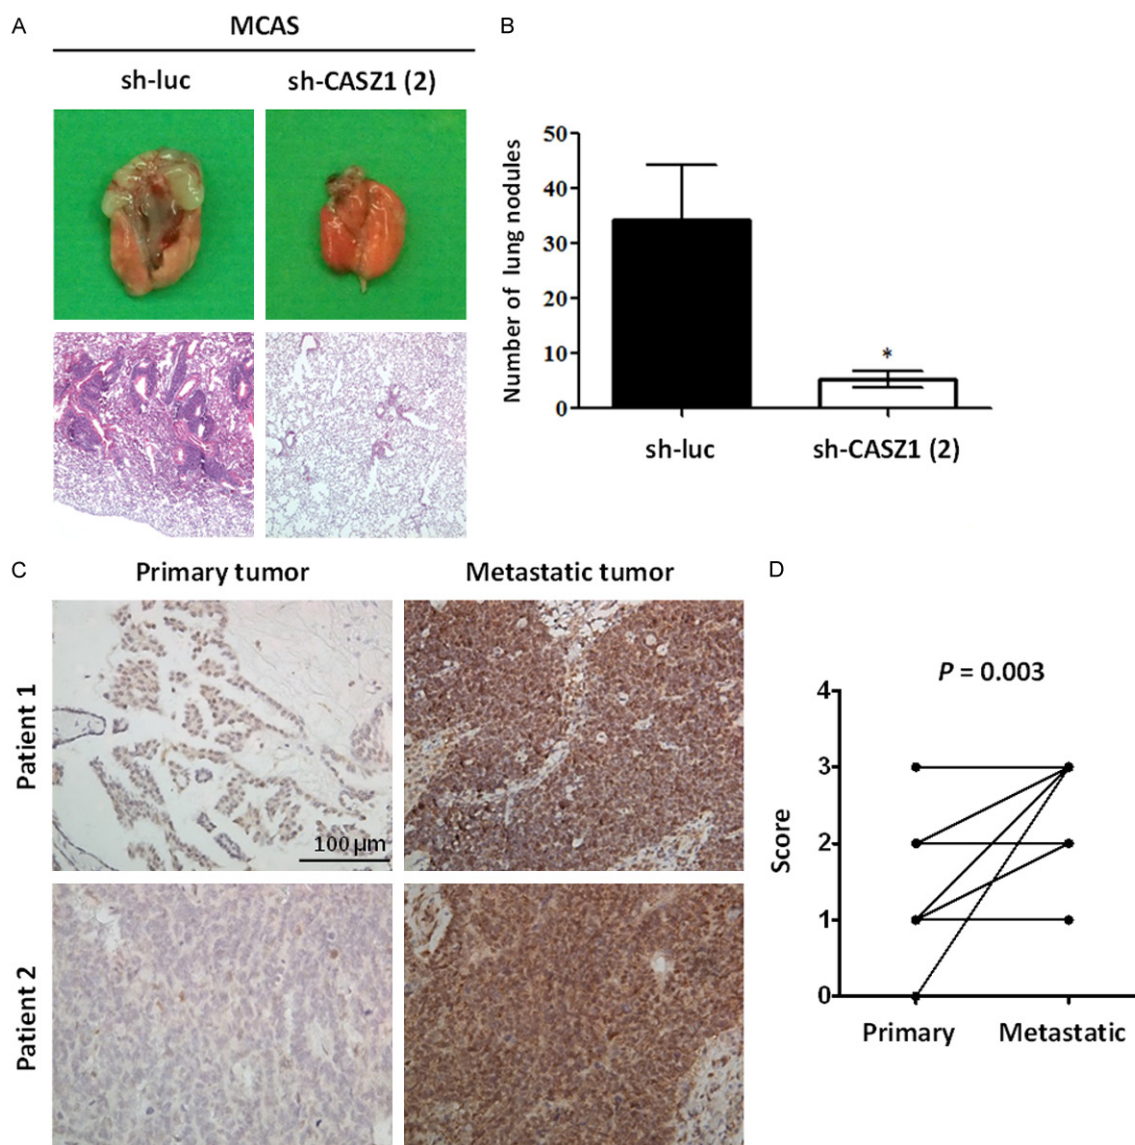 A
MCAS
sh-luc
sh-CASZ1 (2)
B
Number of lung nodules
50
40
30
20
10
0
*
sh-luc
sh-CASZ1 (2)
C
Primary tumor
Metastatic tumor
Patient 1
100 µm
Patient 2
D
P = 0.003
Score
4
3
2
1
0
Primary
Metastatic